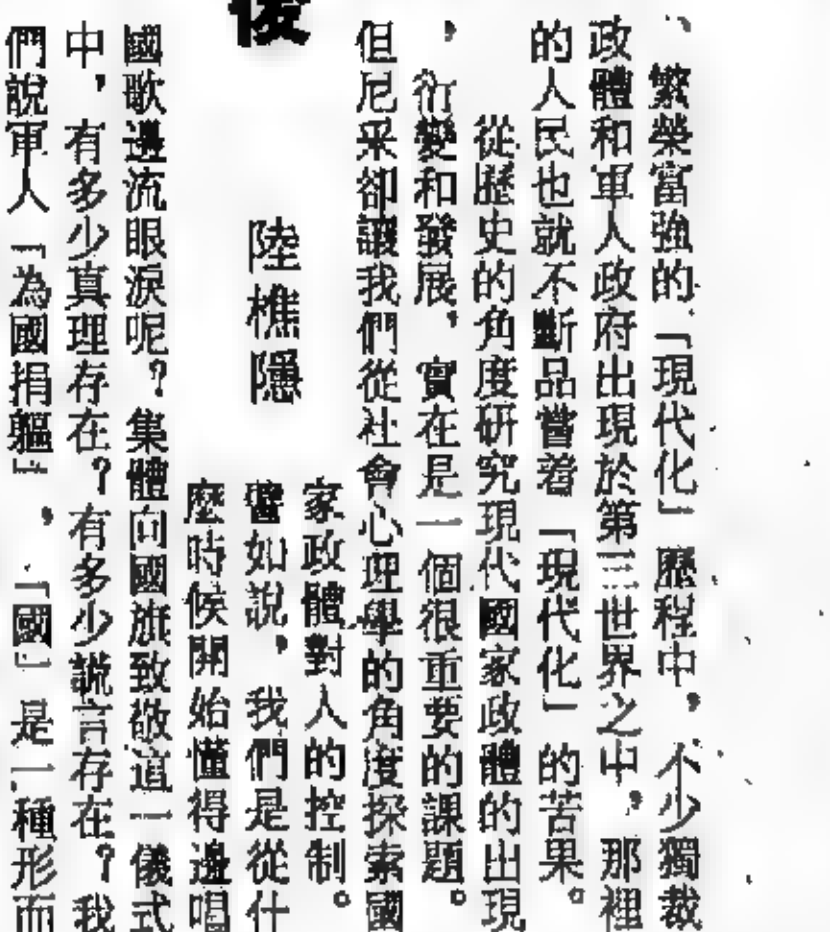 、繁榮富強的「現代化」歷程中，不少獨裁
政體和軍人政府出現於第三世界之中，那裡
的人民也就不斷品嘗着「現代化」的苦果。
從歷史的角度研究現代國家政體的出現
，衍變和發展，實在是一個很重要的課題。
但尼采卻讓我們從社會心理學的角度探索國
家政體對人的控制。
譬如說，我們是從什
麼時候開始懂得邊唱
陸樵隱
後
國歌邊流眼淚呢？集體向國旗致敬這一儀式
中，有多少真理存在？有多少謊言存在？我
們說軍人「為國捐軀」，「國」是一種形而